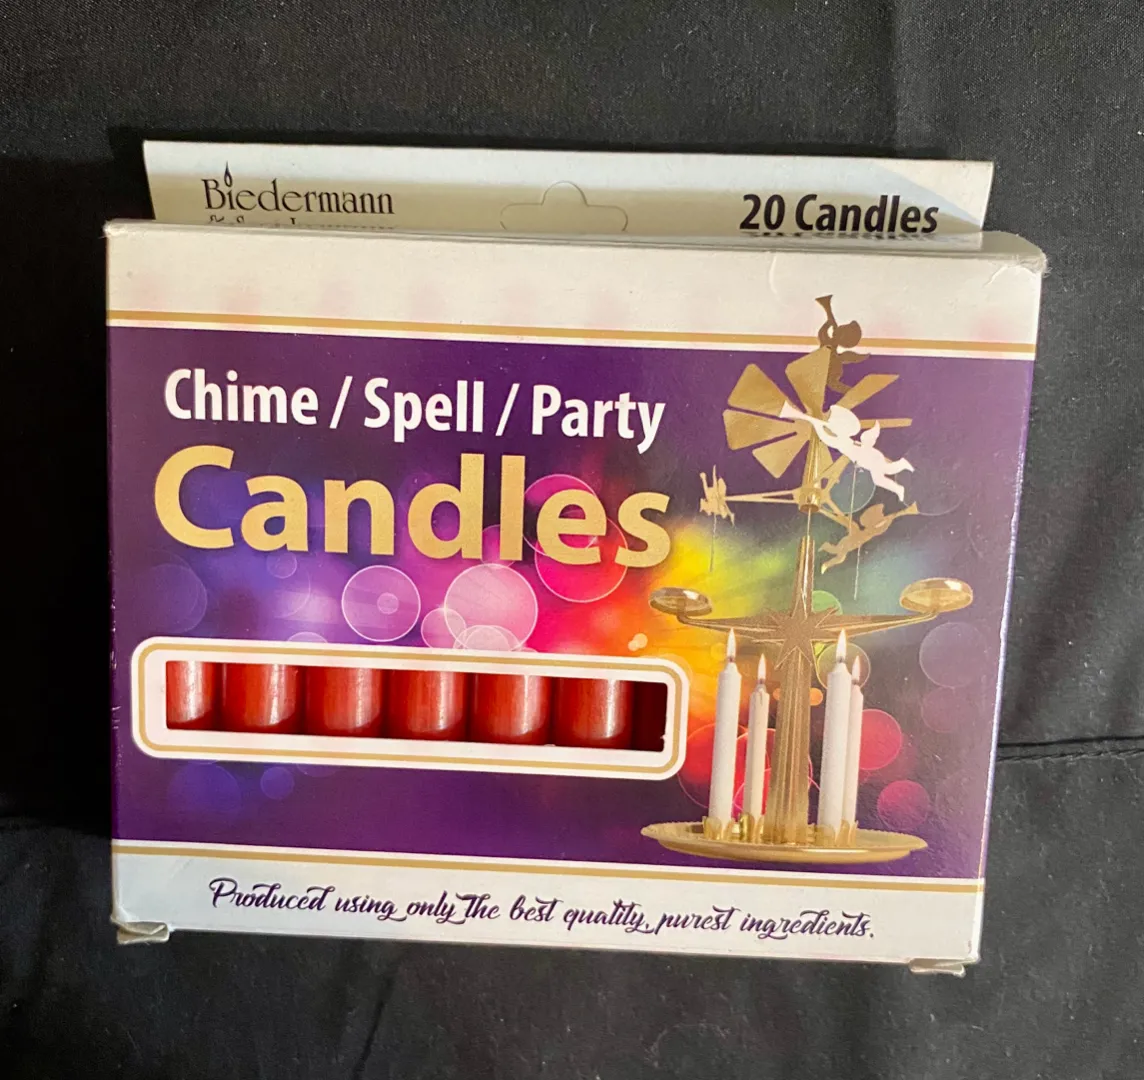 Biedermann
20 Candles
Chime / Spell / Party
Candles
Produced using only The best quality, purest ingredients.